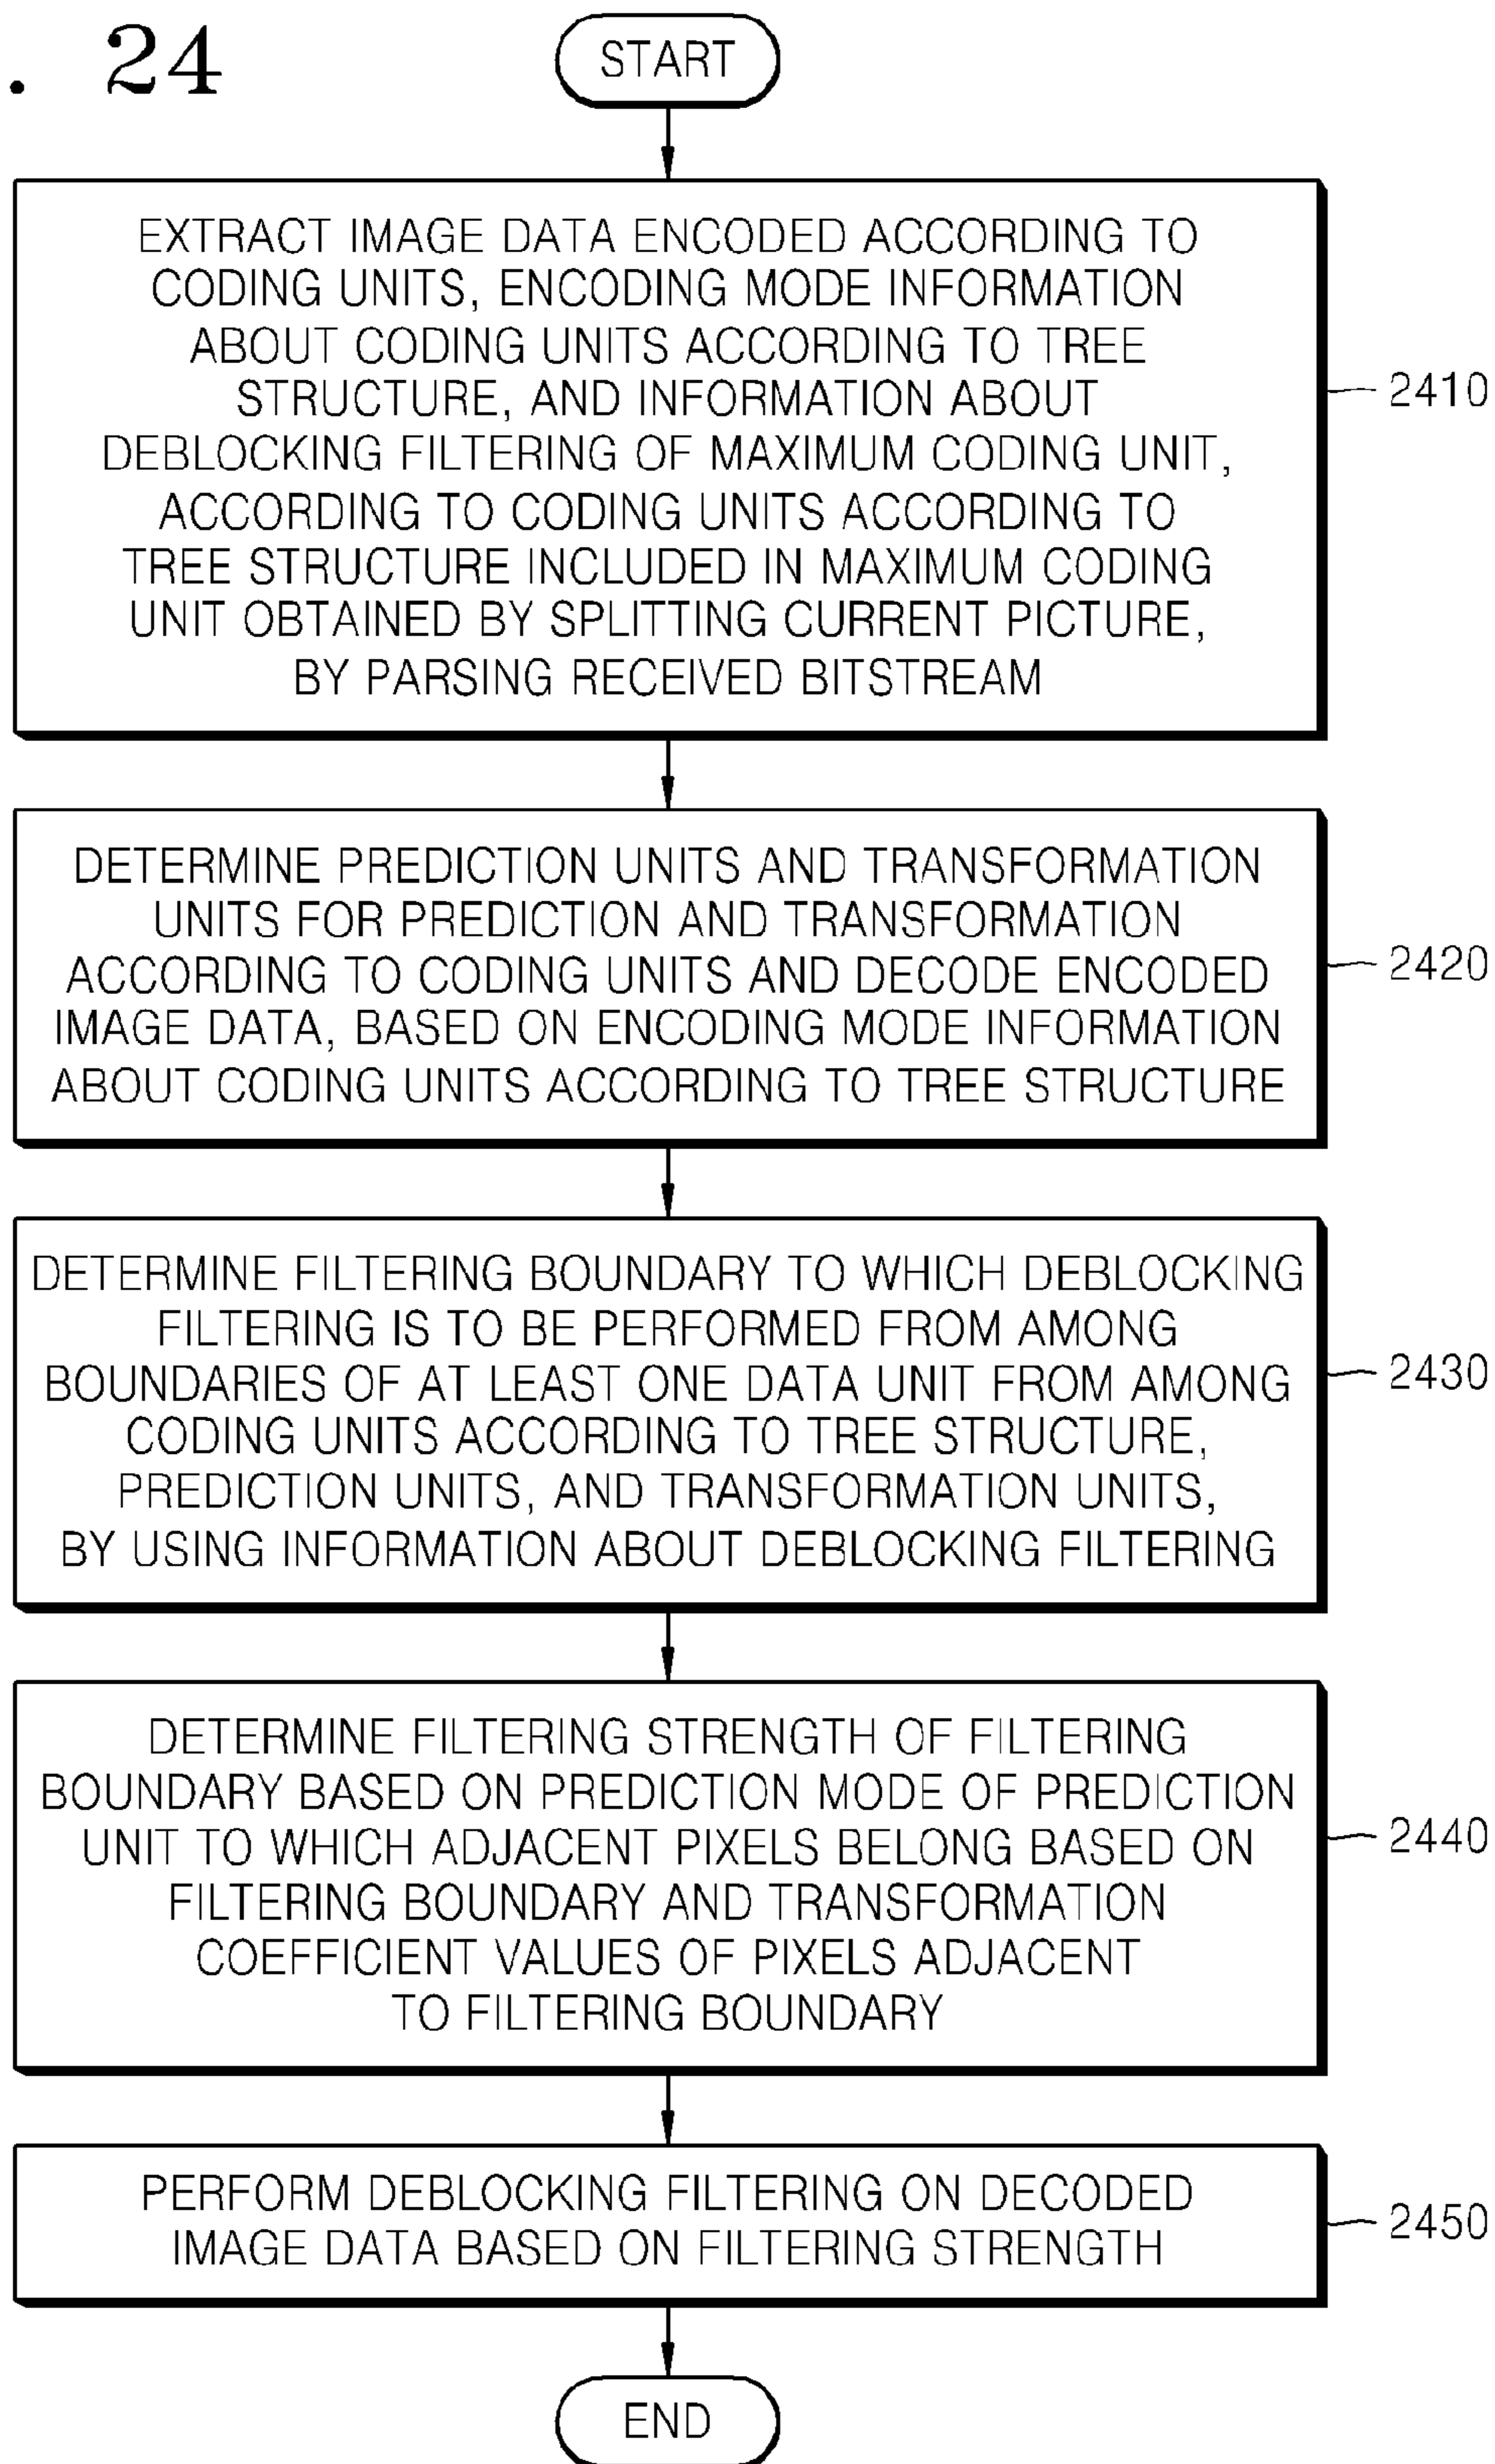 . 24
START
EXTRACT IMAGE DATA ENCODED ACCORDING TO
CODING UNITS, ENCODING MODE INFORMATION
ABOUT CODING UNITS ACCORDING TO TREE
STRUCTURE, AND INFORMATION ABOUT
DEBLOCKING FILTERING OF MAXIMUM CODING UNIT,
ACCORDING TO CODING UNITS ACCORDING TO
TREE STRUCTURE INCLUDED IN MAXIMUM CODING
UNIT OBTAINED BY SPLITTING CURRENT PICTURE,
BY PARSING RECEIVED BITSTREAM
2410
DETERMINE PREDICTION UNITS AND TRANSFORMATION
UNITS FOR PREDICTION AND TRANSFORMATION
ACCORDING TO CODING UNITS AND DECODE ENCODED
IMAGE DATA, BASED ON ENCODING MODE INFORMATION
ABOUT CODING UNITS ACCORDING TO TREE STRUCTURE
2420
DETERMINE FILTERING BOUNDARY TO WHICH DEBLOCKING
FILTERING IS TO BE PERFORMED FROM AMONG
BOUNDARIES OF AT LEAST ONE DATA UNIT FROM AMONG
CODING UNITS ACCORDING TO TREE STRUCTURE,
PREDICTION UNITS, AND TRANSFORMATION UNITS,
BY USING INFORMATION ABOUT DEBLOCKING FILTERING
2430
DETERMINE FILTERING STRENGTH OF FILTERING
BOUNDARY BASED ON PREDICTION MODE OF PREDICTION
UNIT TO WHICH ADJACENT PIXELS BELONG BASED ON
FILTERING BOUNDARY AND TRANSFORMATION
COEFFICIENT VALUES OF PIXELS ADJACENT
TO FILTERING BOUNDARY
2440
PERFORM DEBLOCKING FILTERING ON DECODED
IMAGE DATA BASED ON FILTERING STRENGTH
2450
END